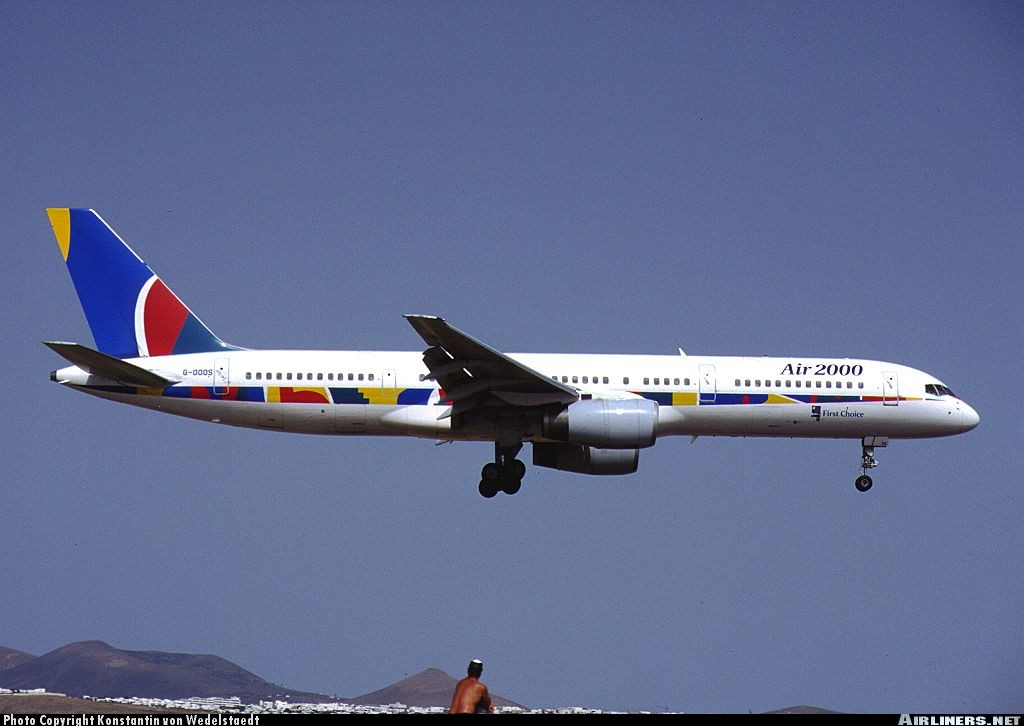 Air 2000
G-OOOS
First Choice
Photo Copyright Konstantin von Wedelstaedt
AIRLINERS.NET